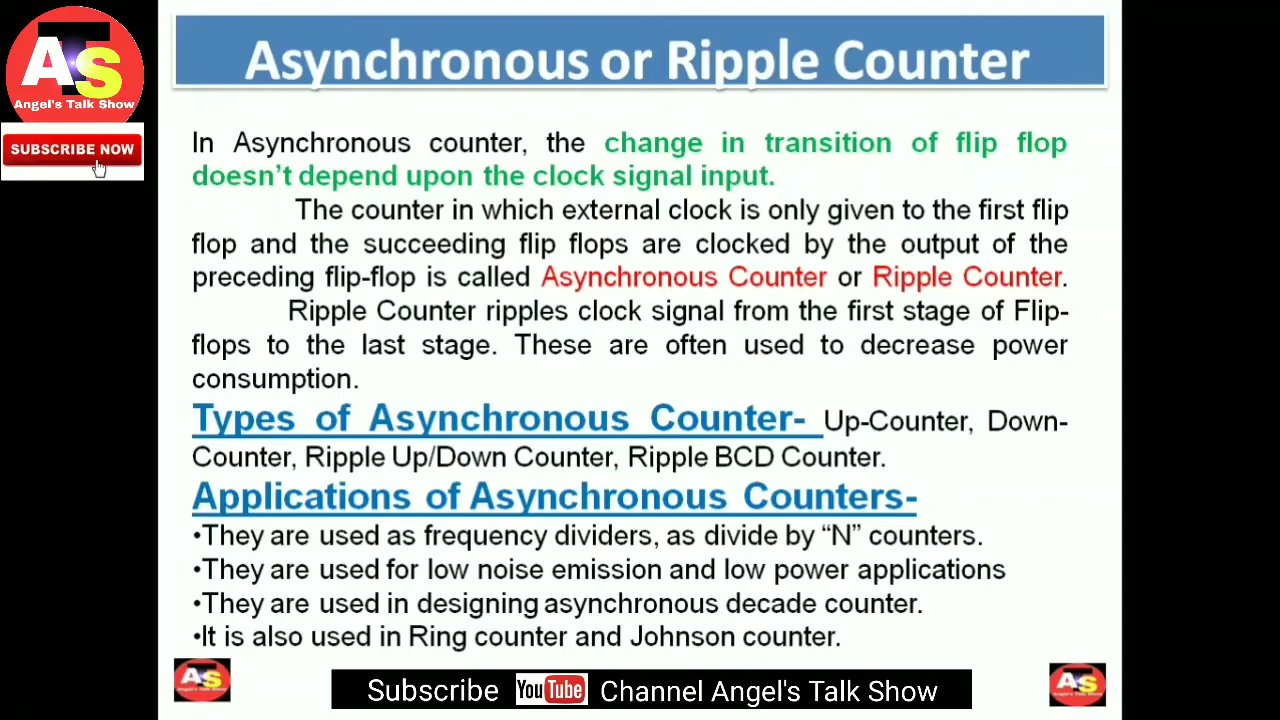 Asynchronous or Ripple Counter
ATS
Angel's Talk Show
SUBSCRIBE NOW
In Asynchronous counter, the change in transition of flip flop
doesn't depend upon the clock signal input.
The counter in which external clock is only given to the first flip
flop and the succeeding flip flops are clocked by the output of the
preceding flip-flop is called Asynchronous Counter or Ripple Counter.
Ripple Counter ripples clock signal from the first stage of Flip-
flops to the last stage. These are often used to decrease power
consumption.
Types of Asynchronous Counter- Up-Counter, Down-
Counter, Ripple Up/Down Counter, Ripple BCD Counter.
Applications of Asynchronous Counters-
•They are used as frequency dividers, as divide by “N” counters.
•They are used for low noise emission and low power applications
•They are used in designing asynchronous decade counter.
•It is also used in Ring counter and Johnson counter.
ATS
Subscribe YouTube Channel Angel's Talk Show
ATS